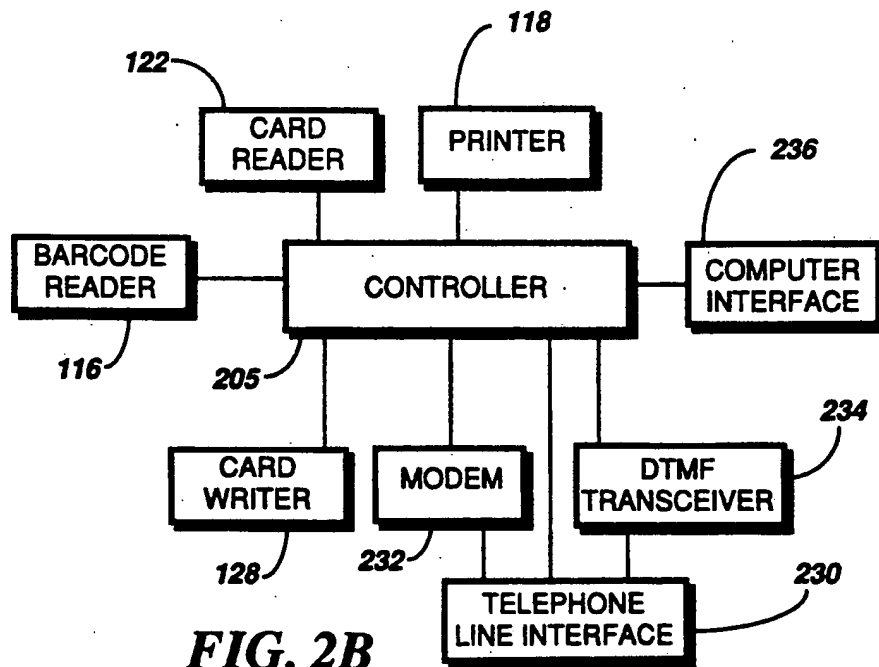 122
118
CARD
READER
PRINTER
236
BARCODE
READER
CONTROLLER
COMPUTER
INTERFACE
116
205
234
CARD
WRITER
MODEM
DTMF
TRANSCEIVER
128
232
230
TELEPHONE
LINE INTERFACE
FIG. 2B